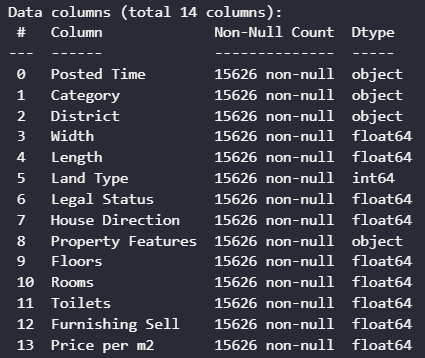 Data columns (total 14 columns):
 #   Column             Non-Null Count  Dtype
---  ------             --------------  -----
 0   Posted Time        15626 non-null  object
 1   Category           15626 non-null  object
 2   District           15626 non-null  object
 3   Width              15626 non-null  float64
 4   Length             15626 non-null  float64
 5   Land Type          15626 non-null  int64
 6   Legal Status       15626 non-null  float64
 7   House Direction    15626 non-null  float64
 8   Property Features  15626 non-null  object
 9   Floors             15626 non-null  float64
 10  Rooms              15626 non-null  float64
 11  Toilets            15626 non-null  float64
 12  Furnishing Sell    15626 non-null  float64
 13  Price per m2       15626 non-null  float64